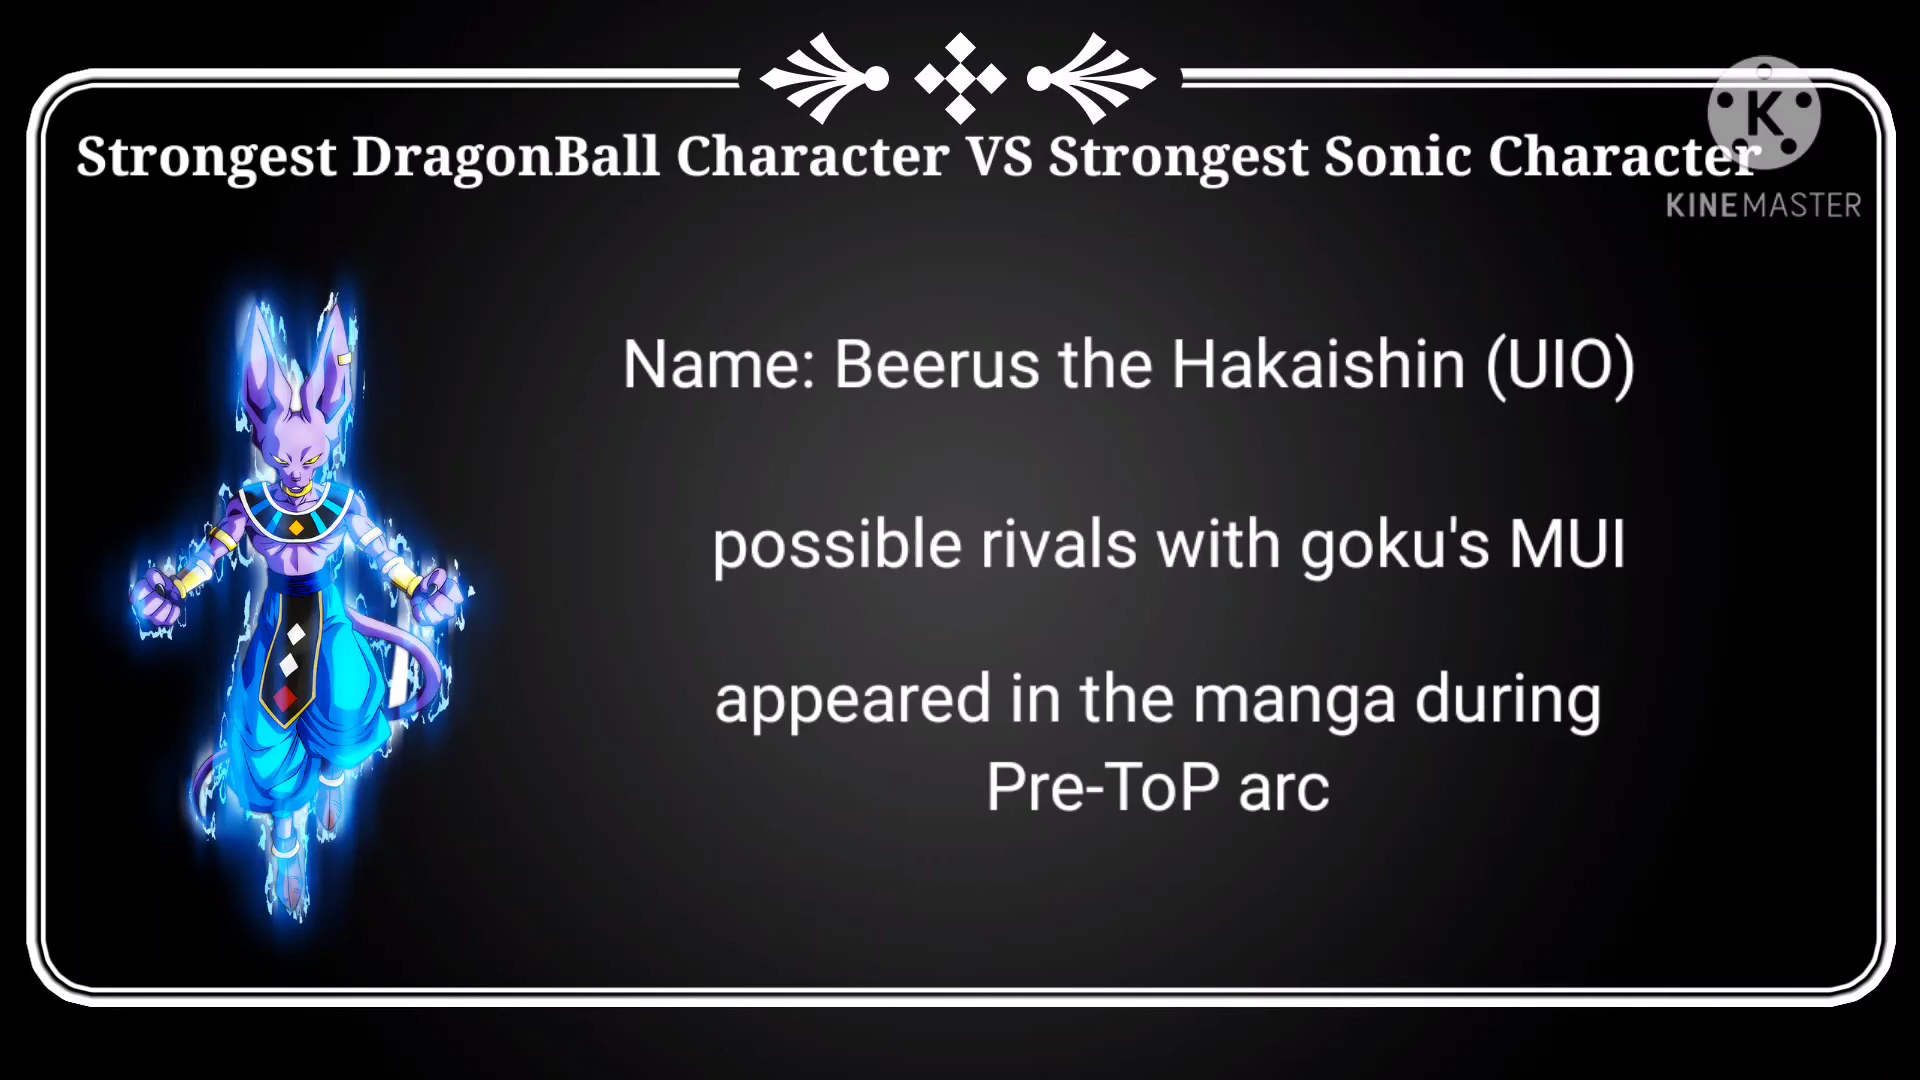 Strongest DragonBall Character VS Strongest Sonic Character
K
KINEMASTER
Name: Beerus the Hakaishin (UIO)
possible rivals with goku's MUI
appeared in the manga during
Pre-ToP arc